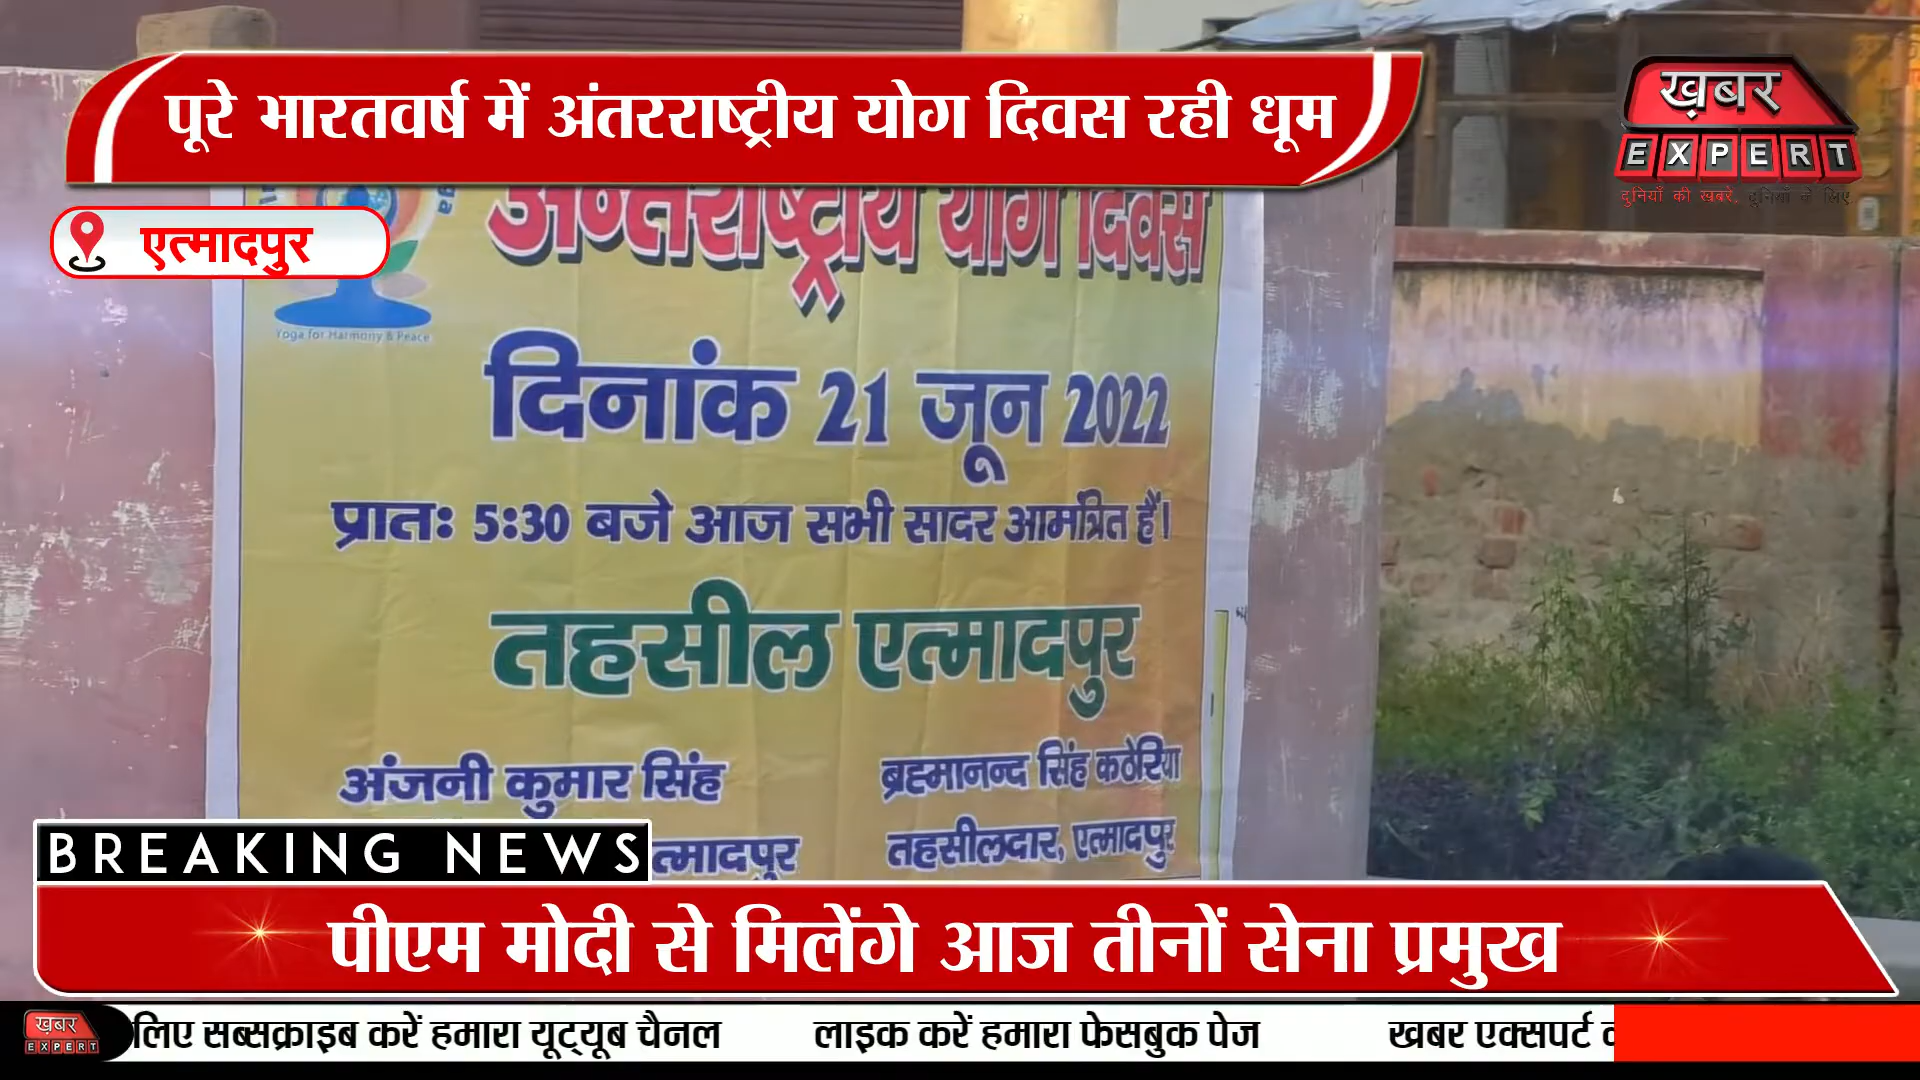 पूरे भारतवर्ष में अंतरराष्ट्रीय योग दिवस रही धूम
ख़बर
EXPERT
दुनियाँ की खबरे, दुनियाँ के लिए
एत्मादपुर
अन्तराष्ट्रीय योग दिवस
Yoga for Harmony & Peace
दिनांक 21 जून 2022
प्रातः 5:30 बजे आज सभी सादर आमंत्रित हैं।
तहसील एत्मादपुर
अंजनी कुमार सिंह
ब्रह्मानन्द सिंह कठेरिया
त्मादपुर
तहसीलदार, एत्मादपुर
BREAKING NEWS
पीएम मोदी से मिलेंगे आज तीनों सेना प्रमुख
ख़बर
EXPERT
लिए सब्सक्राइब करें हमारा यूट्यूब चैनल लाइक करें हमारा फेसबुक पेज खबर एक्सपर्ट